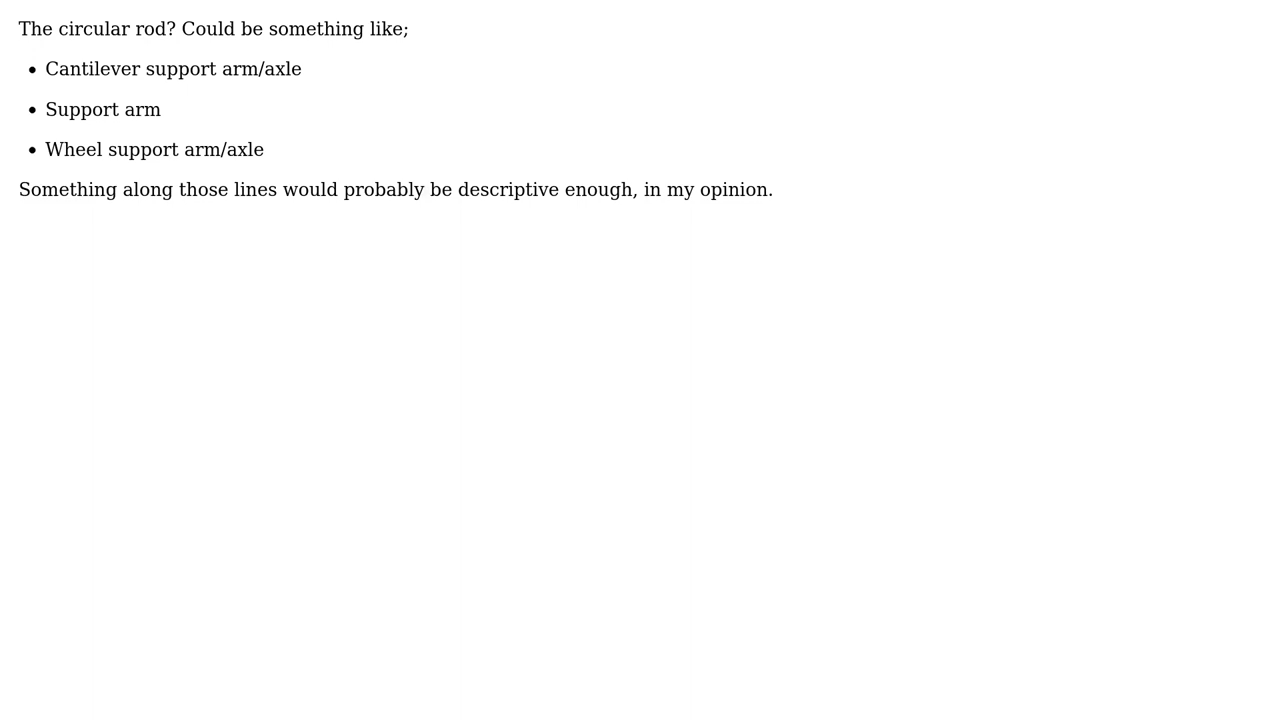 The circular rod? Could be something like;
• Cantilever support arm/axle
• Support arm
• Wheel support arm/axle
Something along those lines would probably be descriptive enough, in my opinion.